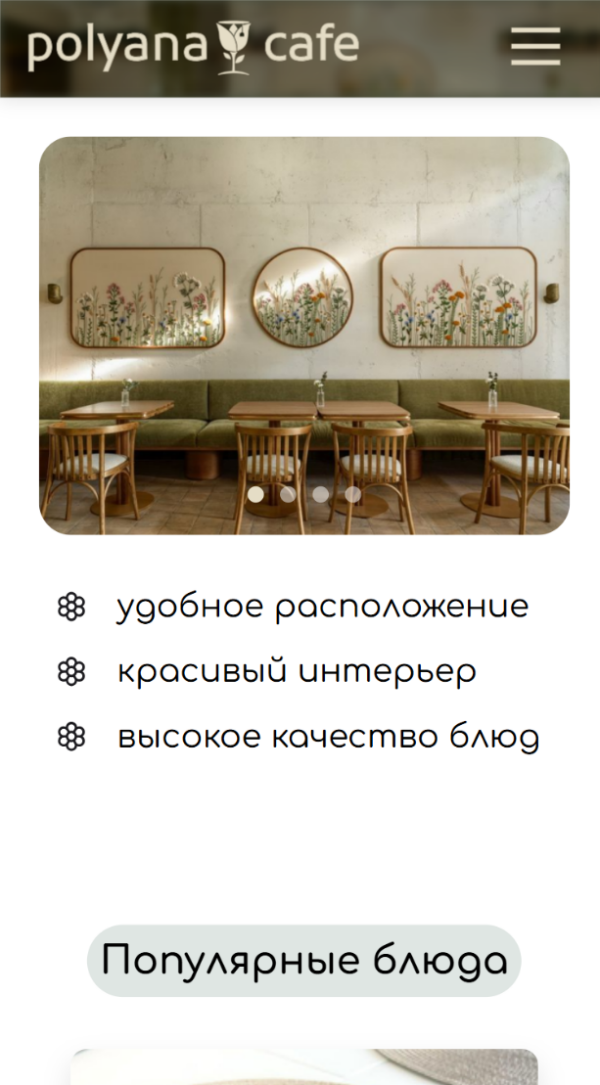 polyana cafe
удобное расположение
красивый интерьер
высокое качество блюд
Популярные блюда